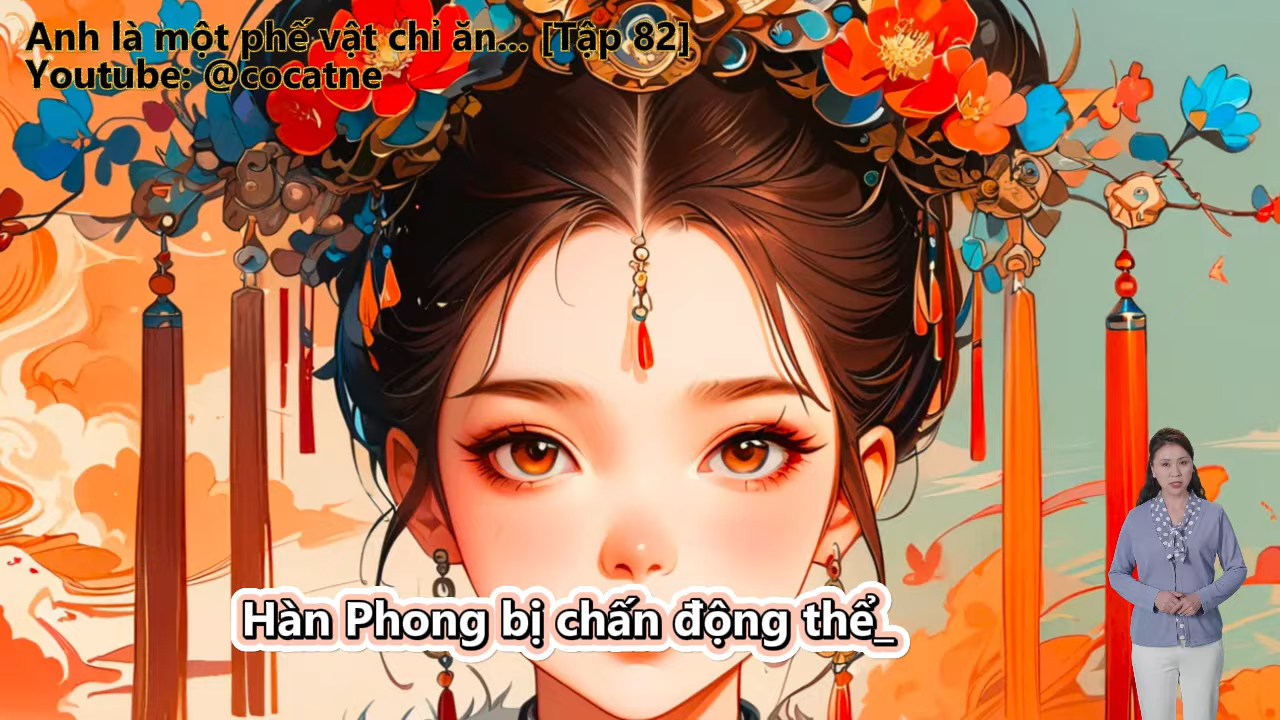 Anh là một phế vật chỉ ăn... [Tập 82]
Youtube: @cocatne
Hàn Phong bị chấn động thể_